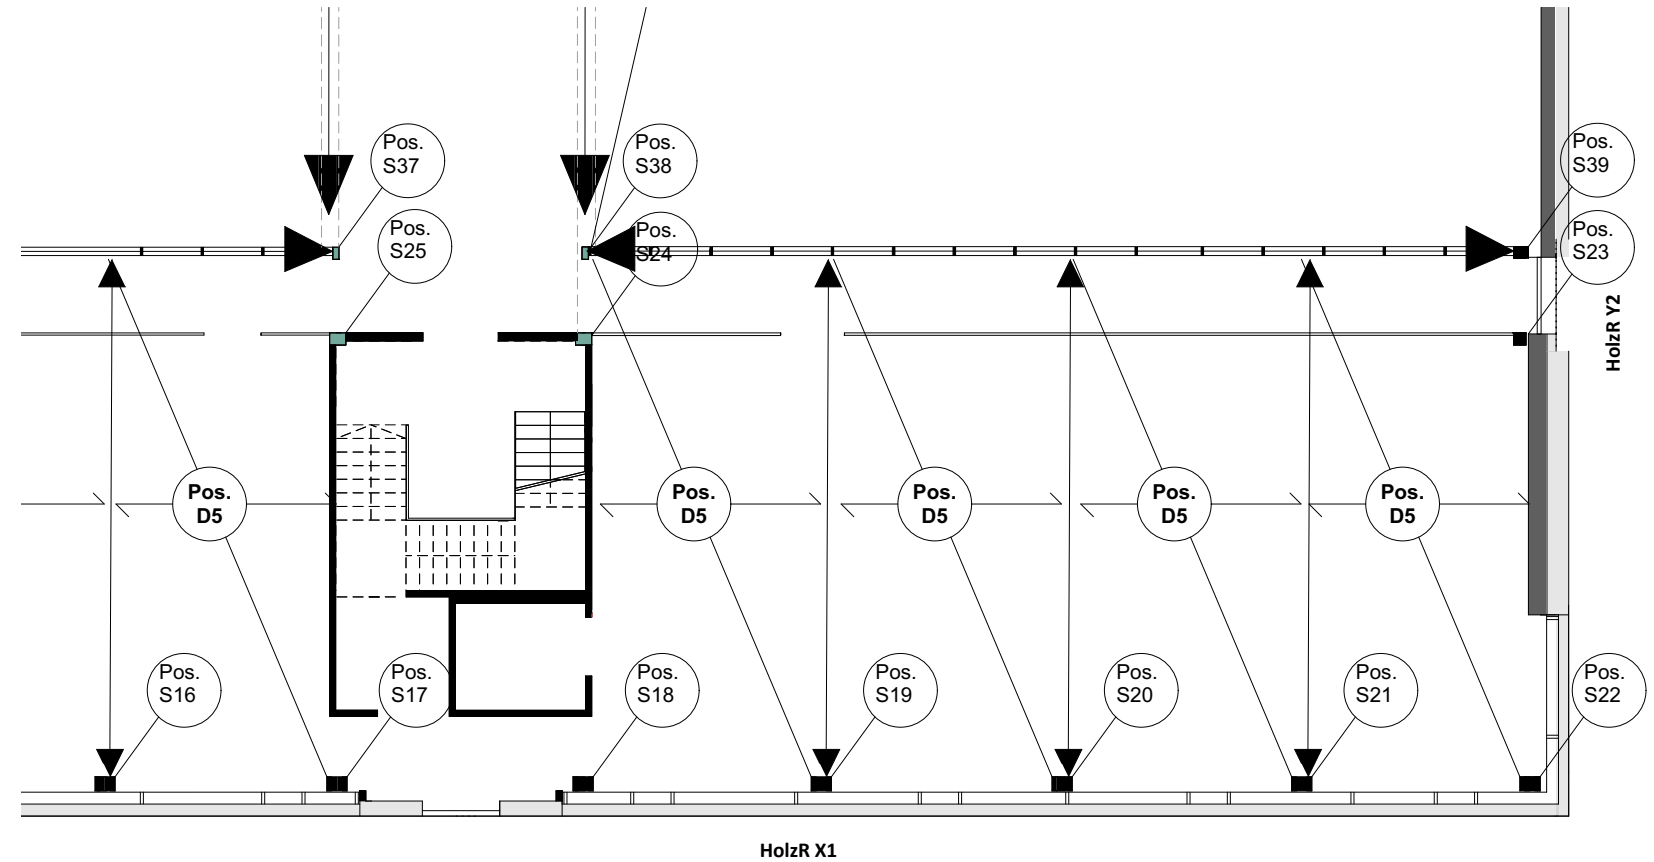 Pos.
S37
Pos.
S38
Pos.
S39
Pos.
S25
Pos.
S24
Pos.
S23
HolzR Y2
Pos.
D5
Pos.
D5
Pos.
D5
Pos.
D5
Pos.
D5
Pos.
S16
Pos.
S17
Pos.
S18
Pos.
S19
Pos.
S20
Pos.
S21
Pos.
S22
HolzR X1